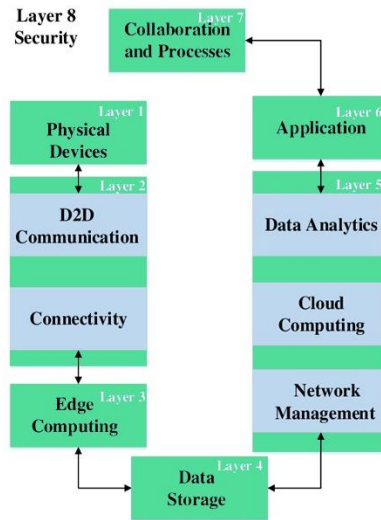 Layer 8
Security
Layer 7
Collaboration
and Processes
Layer 1
Physical
Devices
Layer 2
D2D
Communication
Connectivity
Layer 3
Edge
Computing
Layer 4
Data
Storage
Layer 6
Application
Layer 5
Data Analytics
Cloud
Computing
Network
Management